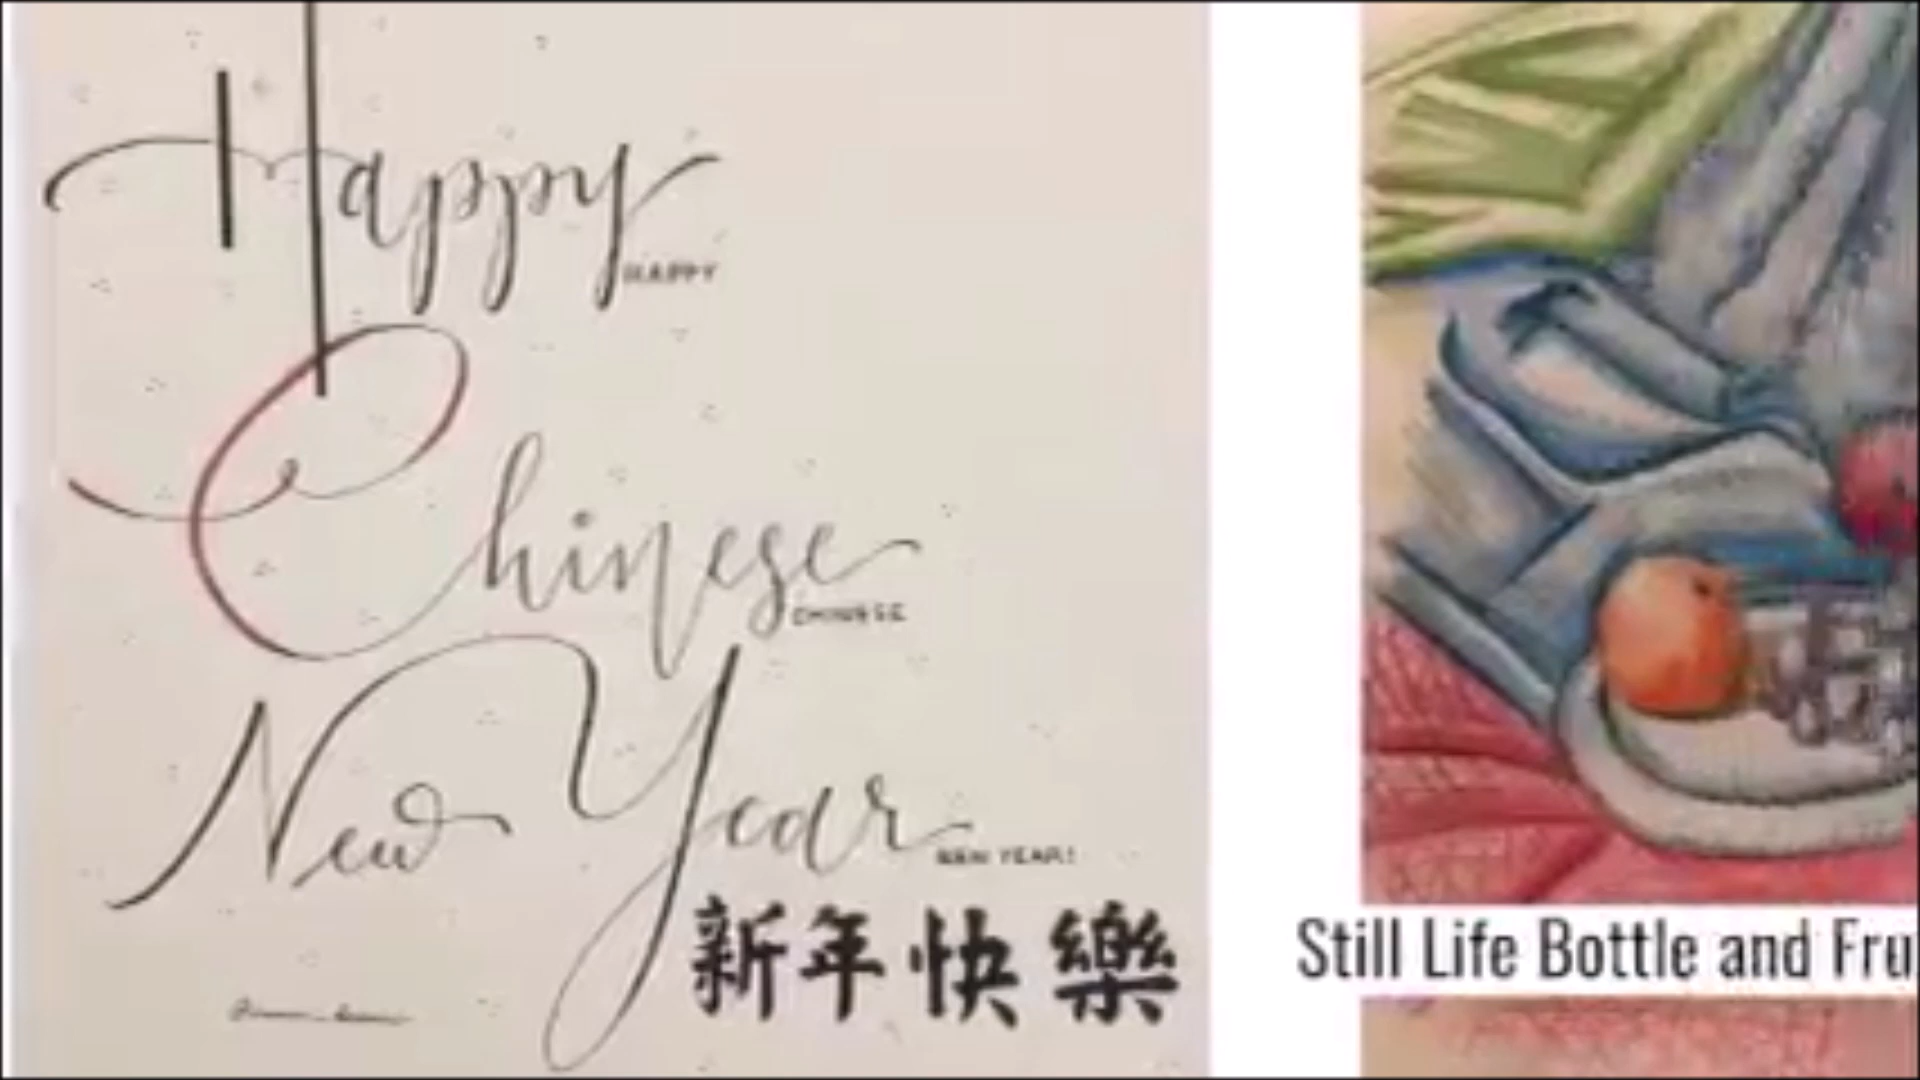 Happy
HAPPY
Chinese
CHINESE
New Year
NEW YEAR!
新年快樂
Still Life Bottle and Fru